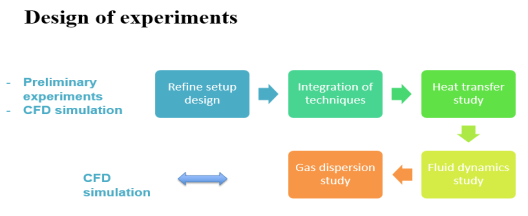 Design of experiments
- Preliminary
experiments
- CFD simulation
Refine setup
design
Integration of
techniques
Heat transfer
study
Fluid dynamics
study
Gas dispersion
study
CFD
simulation